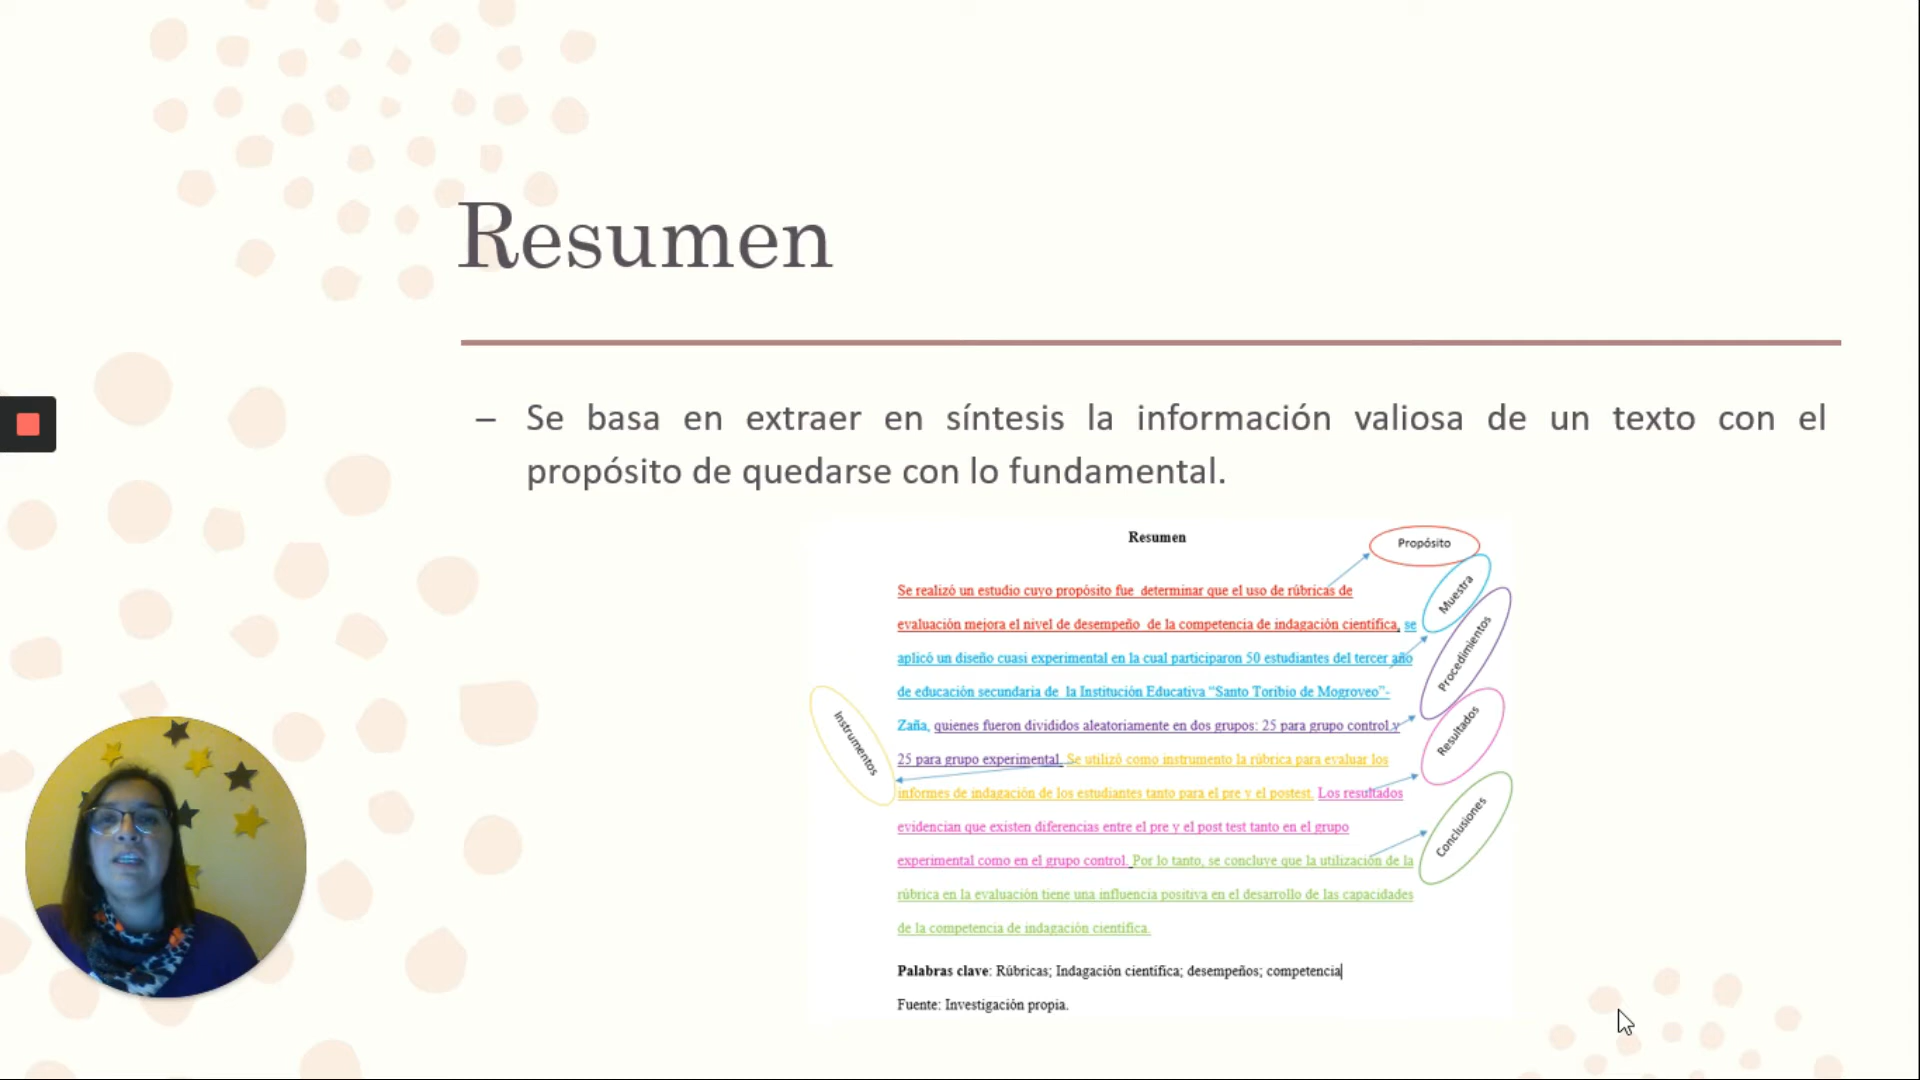 Resumen
– Se basa en extraer en síntesis la información valiosa de un texto con el
propósito de quedarse con lo fundamental.
Resumen
Propósito
Muestra
Procedimientos
Resultados
Conclusiones
Instrumentos
Se realizó un estudio cuyo propósito fue determinar que el uso de rúbricas de
evaluación mejora el nivel de desempeño de la competencia de indagación científica, se
aplicó un diseño cuasi experimental en la cual participaron 50 estudiantes del tercer año
de educación secundaria de la Institución Educativa “Santo Toribio de Mogroveo”-
Zaña, quienes fueron divididos aleatoriamente en dos grupos: 25 para grupo control y
25 para grupo experimental. Se utilizó como instrumento la rúbrica para evaluar los
informes de indagación de los estudiantes tanto para el pre y el postest. Los resultados
evidencian que existen diferencias entre el pre y el post test tanto en el grupo
experimental como en el grupo control. Por lo tanto, se concluye que la utilización de la
rúbrica en la evaluación tiene una influencia positiva en el desarrollo de las capacidades
de la competencia de indagación científica.
Palabras clave: Rúbricas; Indagación científica; desempeños; competencia
Fuente: Investigación propia.